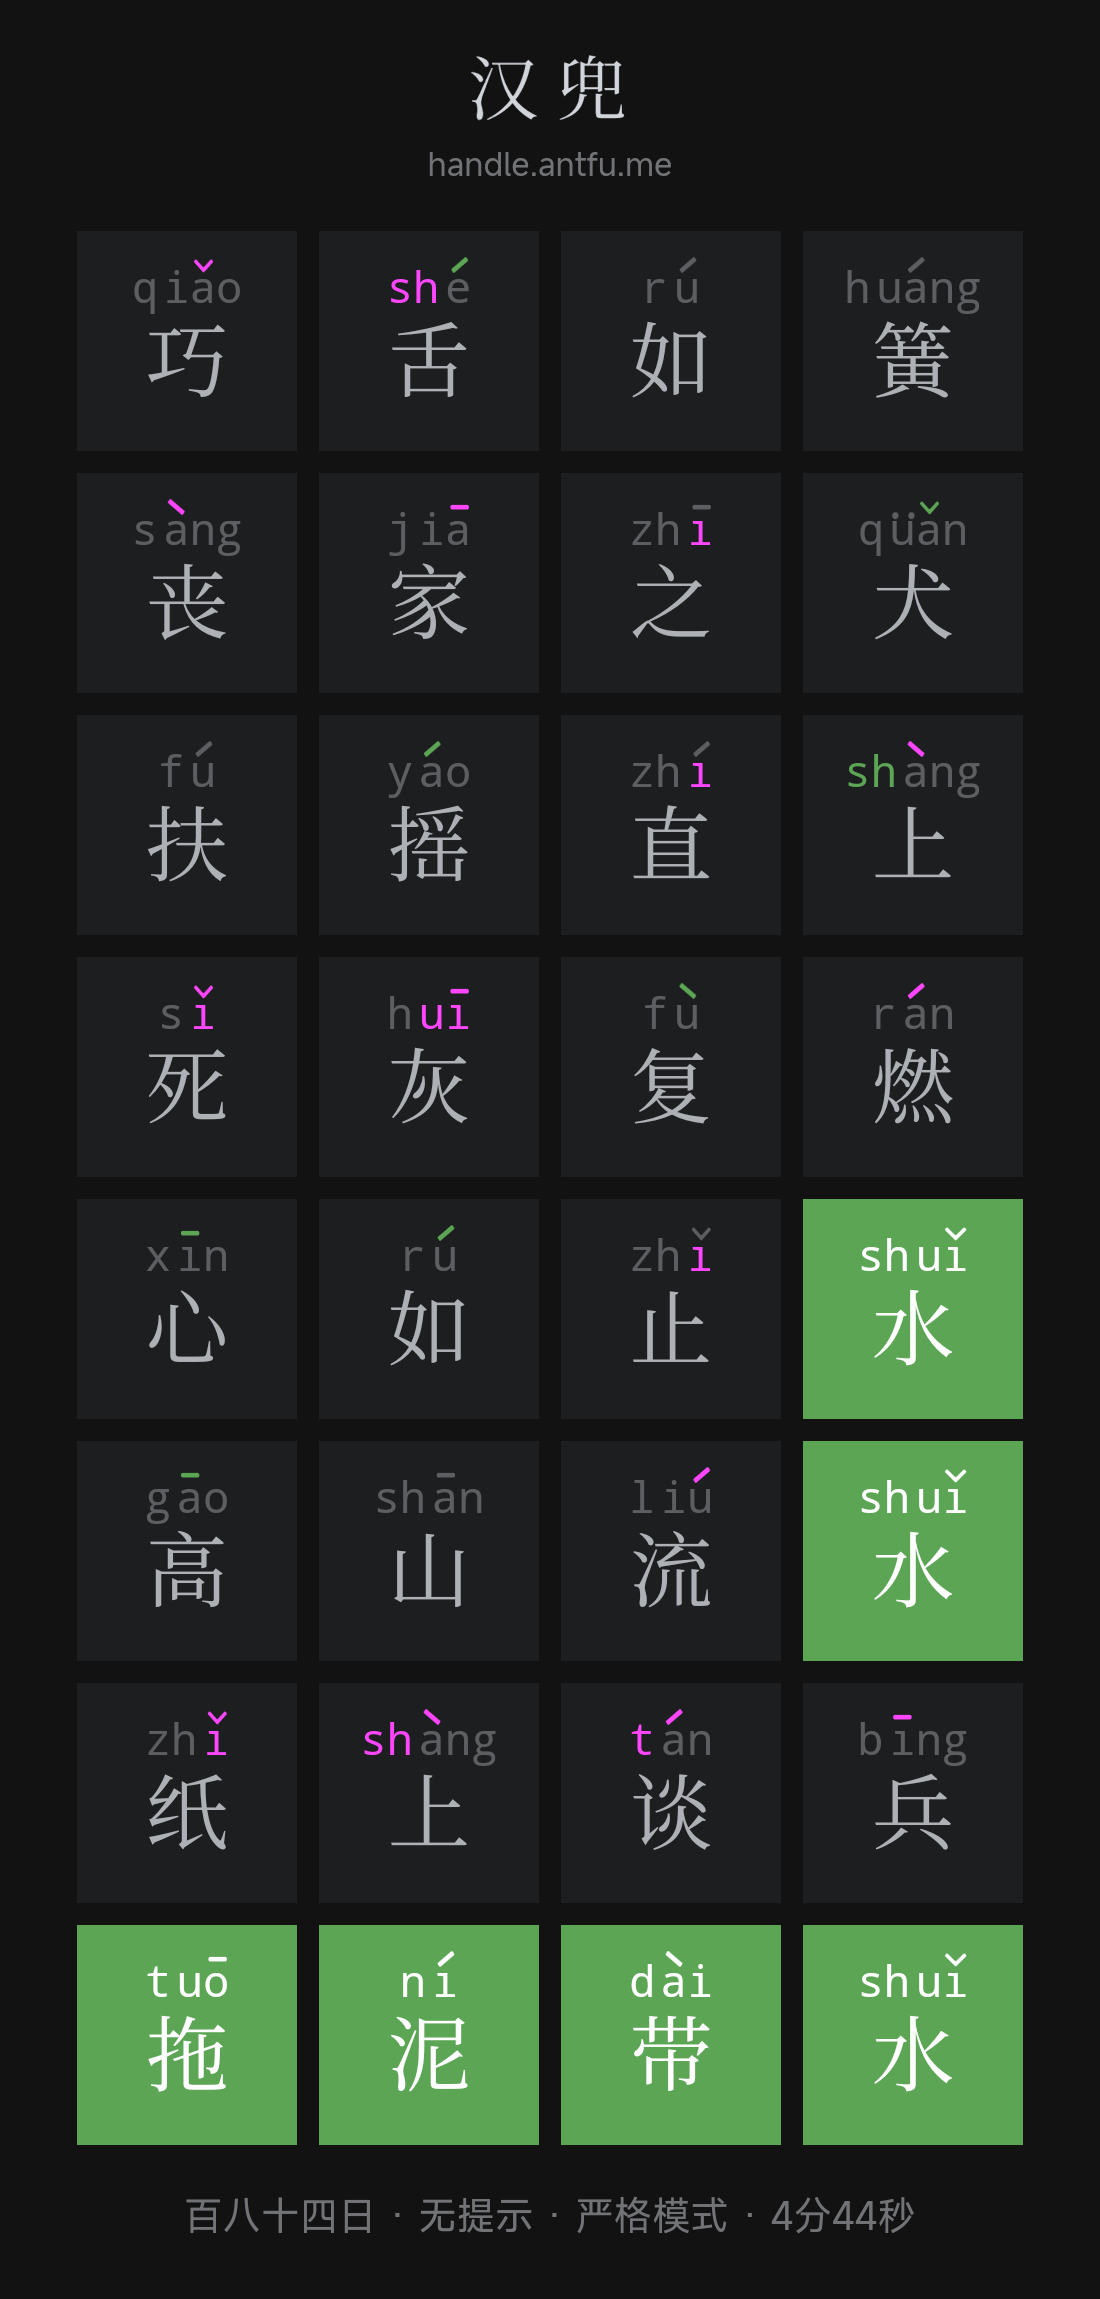 汉兜
handle.antfu.me
qiǎo shé rú huáng
巧 舌 如 簧
sàng jiā zhī qüǎn
丧 家 之 犬
fú yáo zhí shàng
扶 摇 直 上
sǐ huī fù rán
死 灰 复 燃
xīn rú zhǐ shuǐ
心 如 止 水
gāo shān liú shuǐ
高 山 流 水
zhǐ shàng tán bīng
纸 上 谈 兵
tuō ní dài shuǐ
拖 泥 带 水
百八十四日 · 无提示 · 严格模式 · 4分44秒